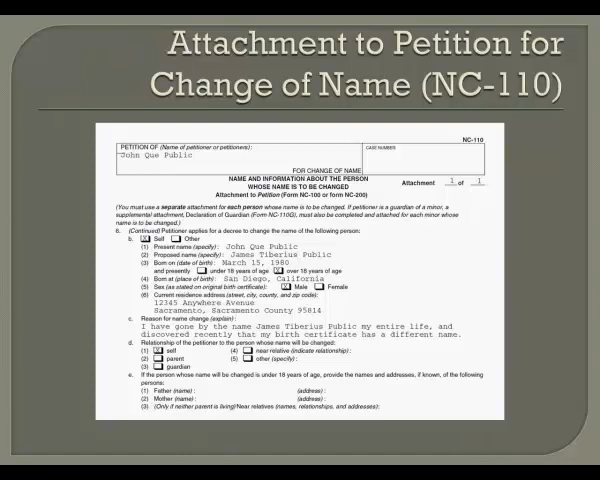 Attachment to Petition for
Change of Name (NC-110)
NC-110
PETITION OF (Name of petitioner or petitioners):
John Que Public
CASE NUMBER:
FOR CHANGE OF NAME
NAME AND INFORMATION ABOUT THE PERSON
WHOSE NAME IS TO BE CHANGED
Attachment to Petition (Form NC-100 or form NC-200)
Attachment 1 of 1
(You must use a separate attachment for each person whose name is to be changed. If petitioner is a guardian of a minor, a
supplemental attachment, Declaration of Guardian (Form NC-110G), must also be completed and attached for each minor whose
name is to be changed.)
6. (Continued) Petitioner applies for a decree to change the name of the following person:
b. X Self Other
(1) Present name (specify): John Que Public
(2) Proposed name (specify): James Tiberius Public
(3) Born on (date of birth): March 15, 1980
and presently under 18 years of age X over 18 years of age
(4) Born at (place of birth): San Diego, California
(5) Sex (as stated on original birth certificate): X Male Female
(6) Current residence address (street, city, county, and zip code):
12345 Anywhere Avenue
Sacramento, Sacramento County 95814
c. Reason for name change (explain):
I have gone by the name James Tiberius Public my entire life, and
discovered recently that my birth certificate has a different name.
d. Relationship of the petitioner to the person whose name will be changed:
(1) X self (4) near relative (indicate relationship):
(2) parent (5) other (specify):
(3) guardian
e. If the person whose name will be changed is under 18 years of age, provide the names and addresses, if known, of the following
persons:
(1) Father (name): (address):
(2) Mother (name): (address):
(3) (Only if neither parent is living) Near relatives (names, relationships, and addresses):